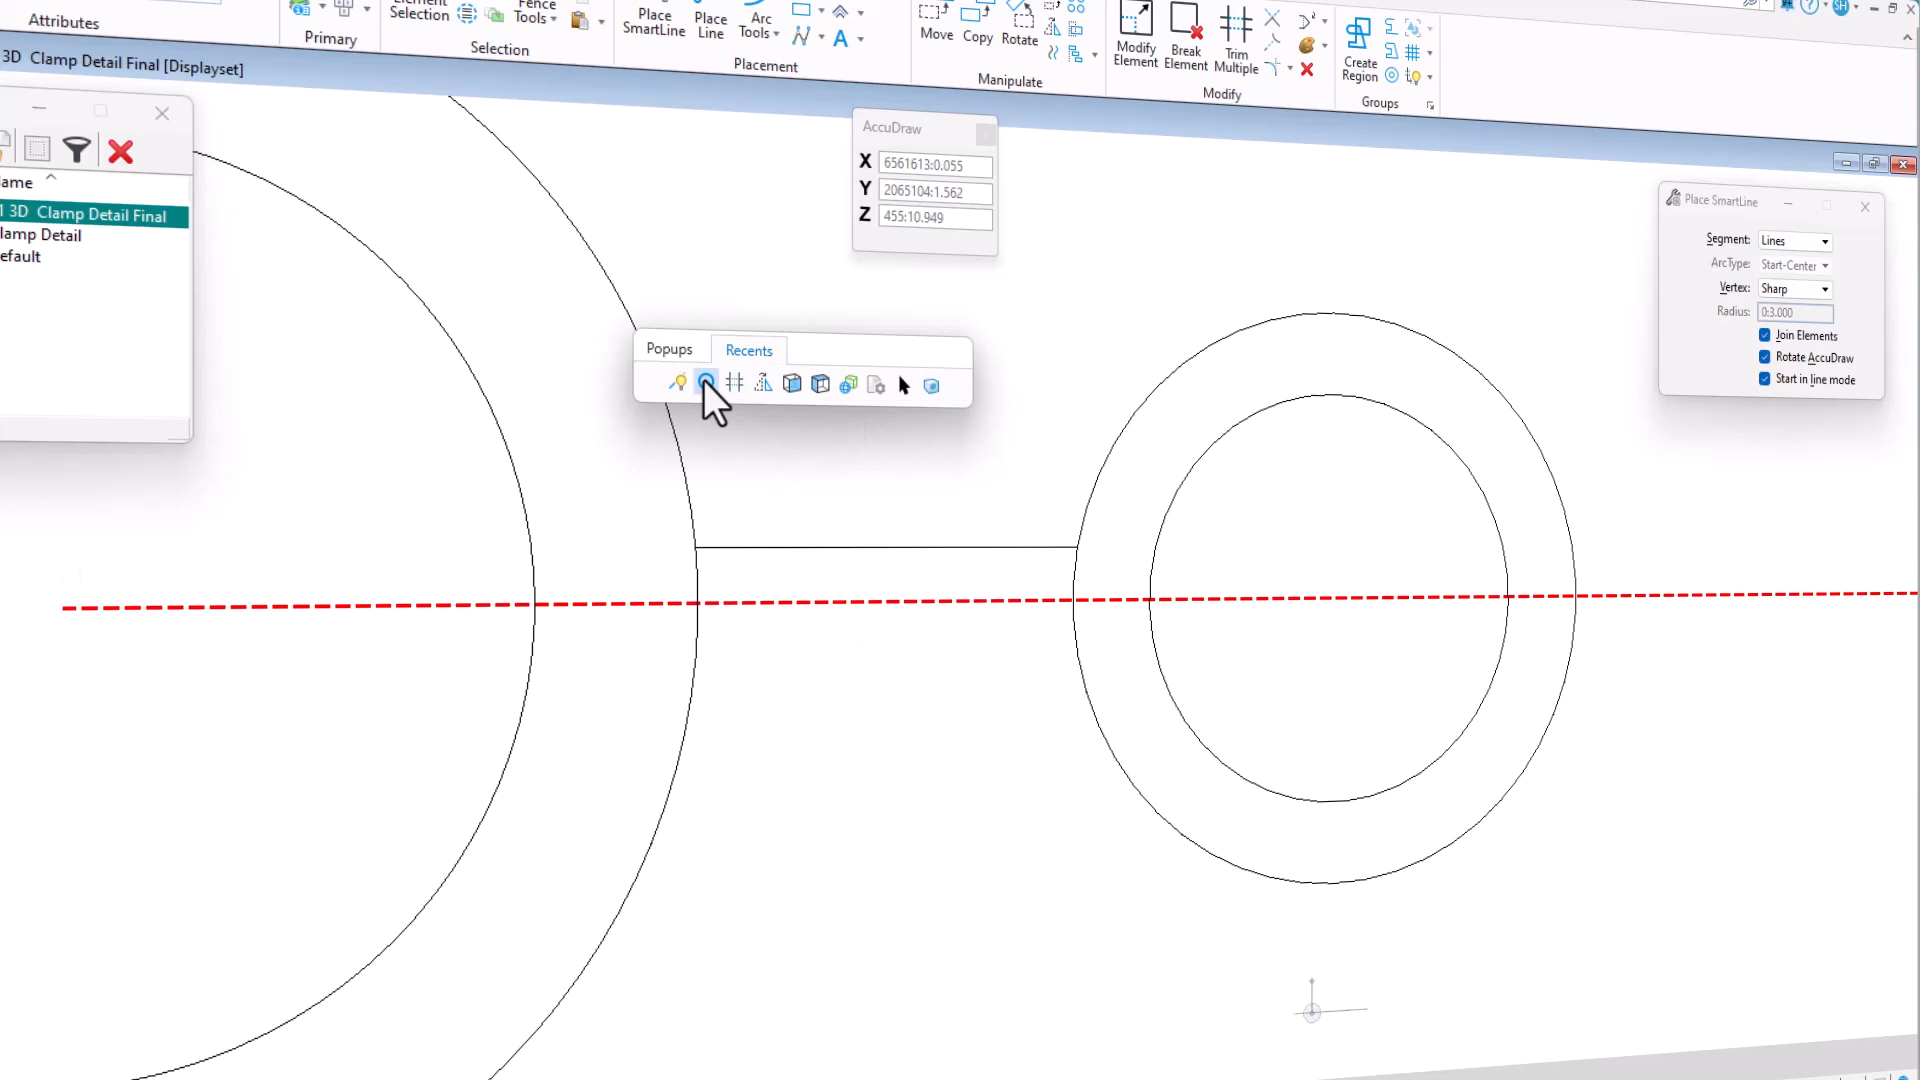 Attributes
Primary
Element
Selection
Fence
Tools
Selection
Place
SmartLine
Place
Line
Arc
Tools
Placement
Move
Copy
Rotate
Manipulate
Modify
Element
Break
Element
Trim
Multiple
Modify
Create
Region
Groups
SH
3D Clamp Detail Final [Displayset]
ame
1 3D Clamp Detail Final
lamp Detail
efault
AccuDraw
X 6561613:0.055
Y 2065104:1.562
Z 455:10.949
Popups Recents
Place SmartLine
Segment: Lines
ArcType: Start-Center
Vertex: Sharp
Radius: 0:3.000
Join Elements
Rotate AccuDraw
Start in line mode